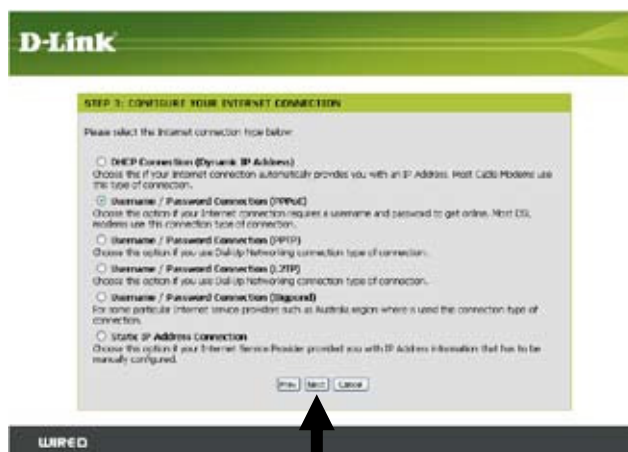 D-Link
STEP 3: CONFIGURE YOUR INTERNET CONNECTION
Please select the Internet connection type below:
DHCP Connection (Dynamic IP Address)
Choose this if your Internet connection automatically provides you with an IP Address. Most Cable Modems use
this type of connection.
Username / Password Connection (PPPoE)
Choose this option if your Internet connection requires a username and password to get online. Most DSL
modems use this connection type of connection.
Username / Password Connection (PPTP)
Choose this option if you use Dial-Up Networking connection type of connection.
Username / Password Connection (L2TP)
Choose this option if you use Dial-Up Networking connection type of connection.
Username / Password Connection (Bigpond)
For some particular Internet service providers such as Australia region where is used the connection type of
connection.
Static IP Address Connection
Choose this option if your Internet Service Provider provided you with IP Address information that has to be
manually configured.
Prev Next Cancel
WIRED